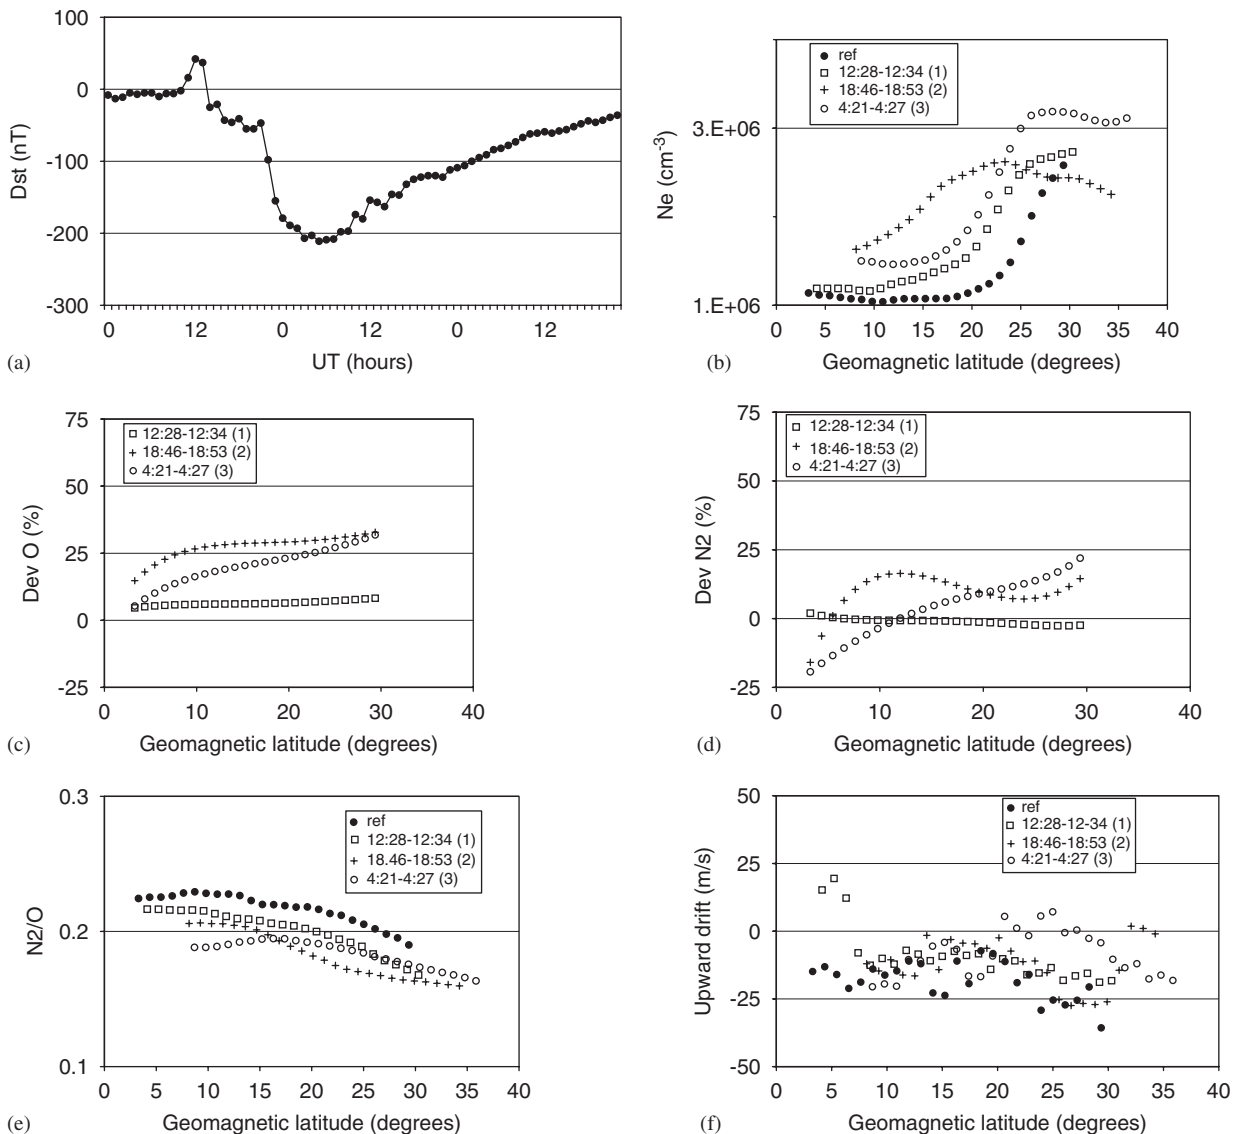 100
0
-100
-200
-300
Dst (nT)
0 12 0 12 0 12
UT (hours)
(a)
ref
12:28-12:34 (1)
18:46-18:53 (2)
4:21-4:27 (3)
3.E+06
1.E+06
Ne (cm-3)
0 5 10 15 20 25 30 35 40
Geomagnetic latitude (degrees)
(b)
75
50
25
0
-25
Dev O (%)
12:28-12:34 (1)
18:46-18:53 (2)
4:21-4:27 (3)
0 10 20 30 40
Geomagnetic latitude (degrees)
(c)
75
50
25
0
-25
Dev N2 (%)
12:28-12:34 (1)
18:46-18:53 (2)
4:21-4:27 (3)
0 10 20 30 40
Geomagnetic latitude (degrees)
(d)
0.3
0.2
0.1
N2/O
ref
12:28-12:34 (1)
18.46-18:53 (2)
4:21-4:27 (3)
0 5 10 15 20 25 30 35 40
Geomagnetic latitude (degrees)
(e)
50
25
0
-25
-50
Upward drift (m/s)
ref
12:28-12-34 (1)
18:46-18:53 (2)
4:21-4:27 (3)
0 5 10 15 20 25 30 35 40
Geomagnetic latitude (degrees)
(f)